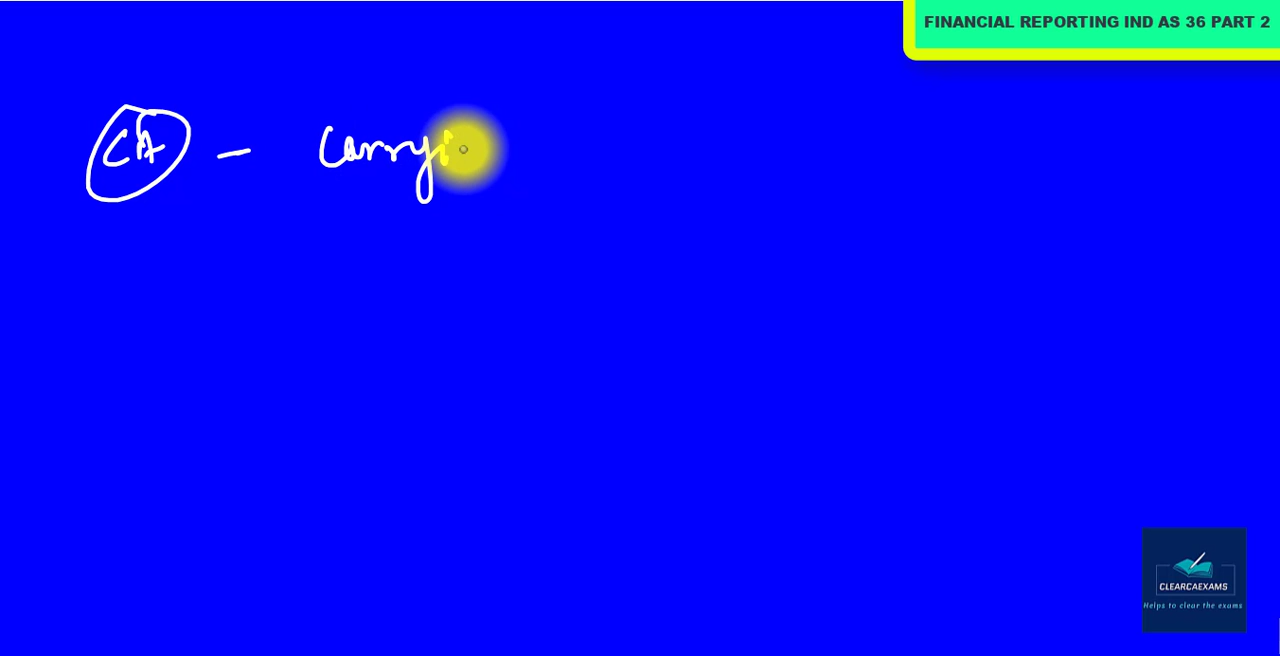 FINANCIAL REPORTING IND AS 36 PART 2
CA - Carryi
CLEARCAEXAMS
Helps to clear the exams